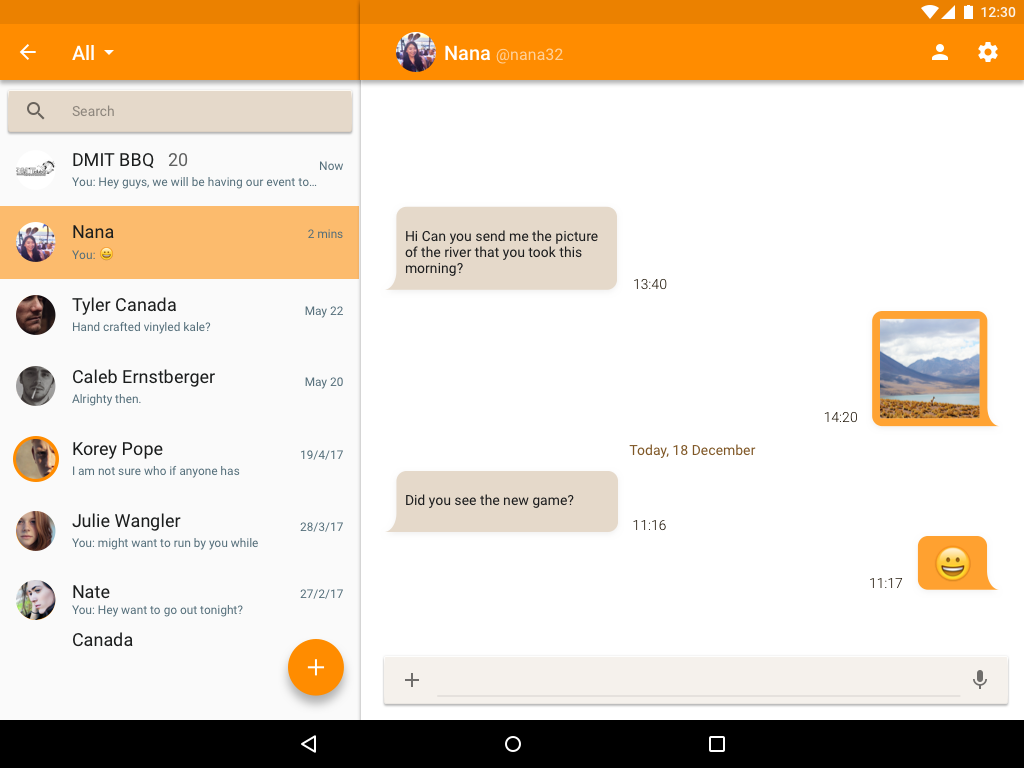 12:30
All
Nana @nana32
Search
DMIT BBQ 20
Now
You: Hey guys, we will be having our event to...
Nana
2 mins
You: 😀
Tyler Canada
May 22
Hand crafted vinyled kale?
Caleb Ernstberger
May 20
Alrighty then.
Korey Pope
19/4/17
I am not sure who if anyone has
Julie Wangler
28/3/17
You: might want to run by you while
Nate
27/2/17
You: Hey want to go out tonight?
Canada
Hi Can you send me the picture
of the river that you took this
morning?
13:40
14:20
Today, 18 December
Did you see the new game?
11:16
😀
11:17